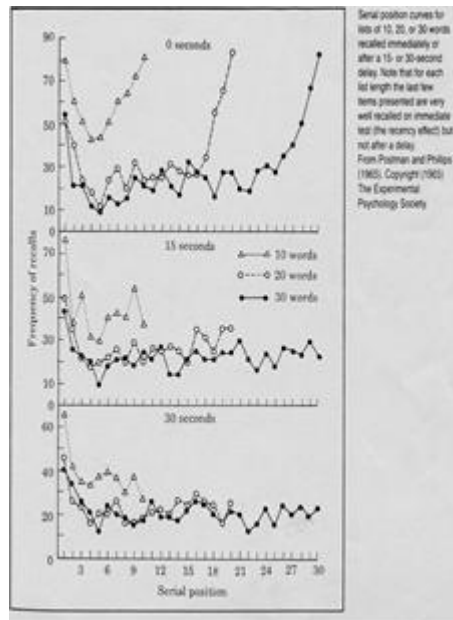 Serial position curves for
lists of 10, 20, or 30 words
recalled immediately or
after a 15- or 30-second
delay. Note that for each
list length the last few
items presented are very
well recalled on immediate
test (the recency effect) but
not after a delay.
From Postman and Phillips
(1965). Copyright (1965)
The Experimental
Psychology Society.
90
0 seconds
70
50
30
10
0
15 seconds
70
10 words
20 words
30 words
50
30
10
0
30 seconds
60
40
20
0
3 6 9 12 15 18 21 24 27 30
Serial position
Frequency of recalls